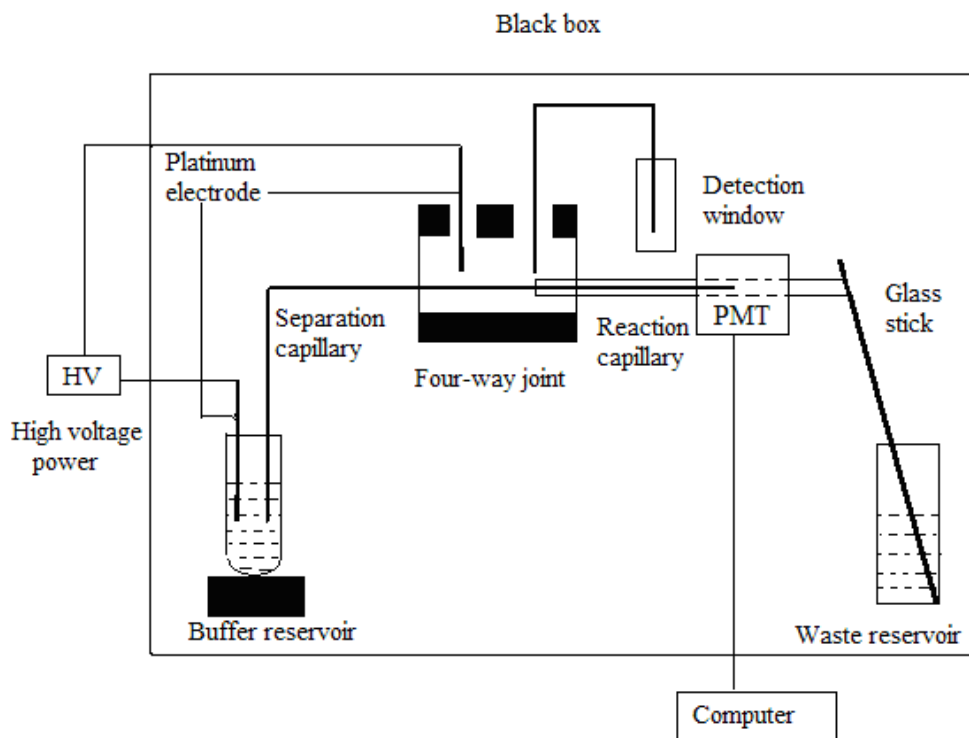 Black box
Platinum
electrode
Detection
window
Separation
capillary
Reaction
capillary
PMT
Glass
stick
HV
Four-way joint
High voltage
power
Buffer reservoir
Waste reservoir
Computer